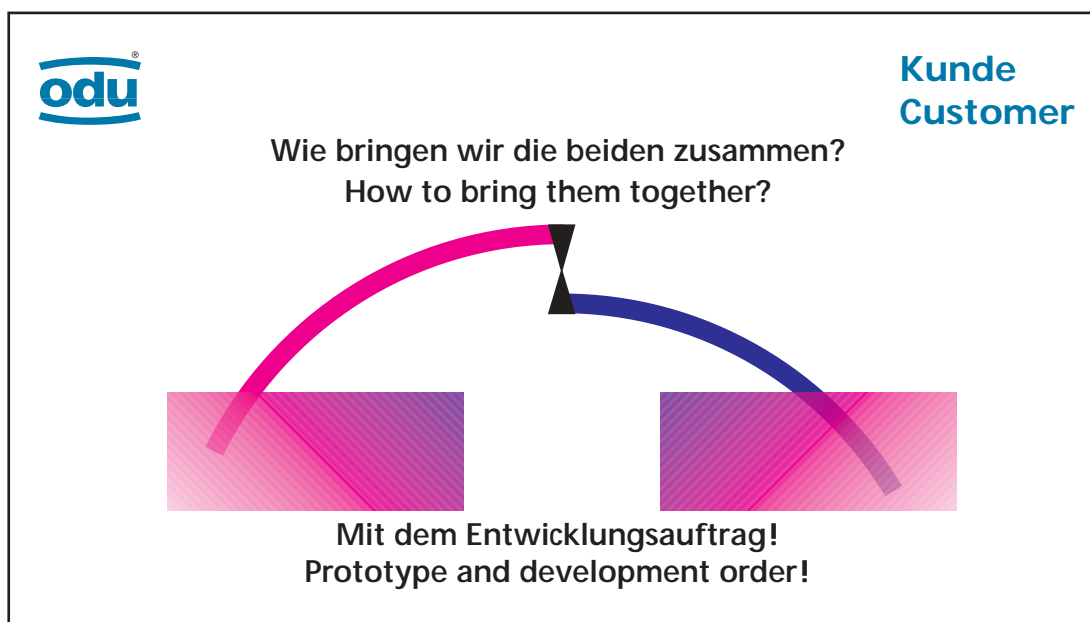 odu®
Kunde
Customer
Wie bringen wir die beiden zusammen?
How to bring them together?
Mit dem Entwicklungsauftrag!
Prototype and development order!